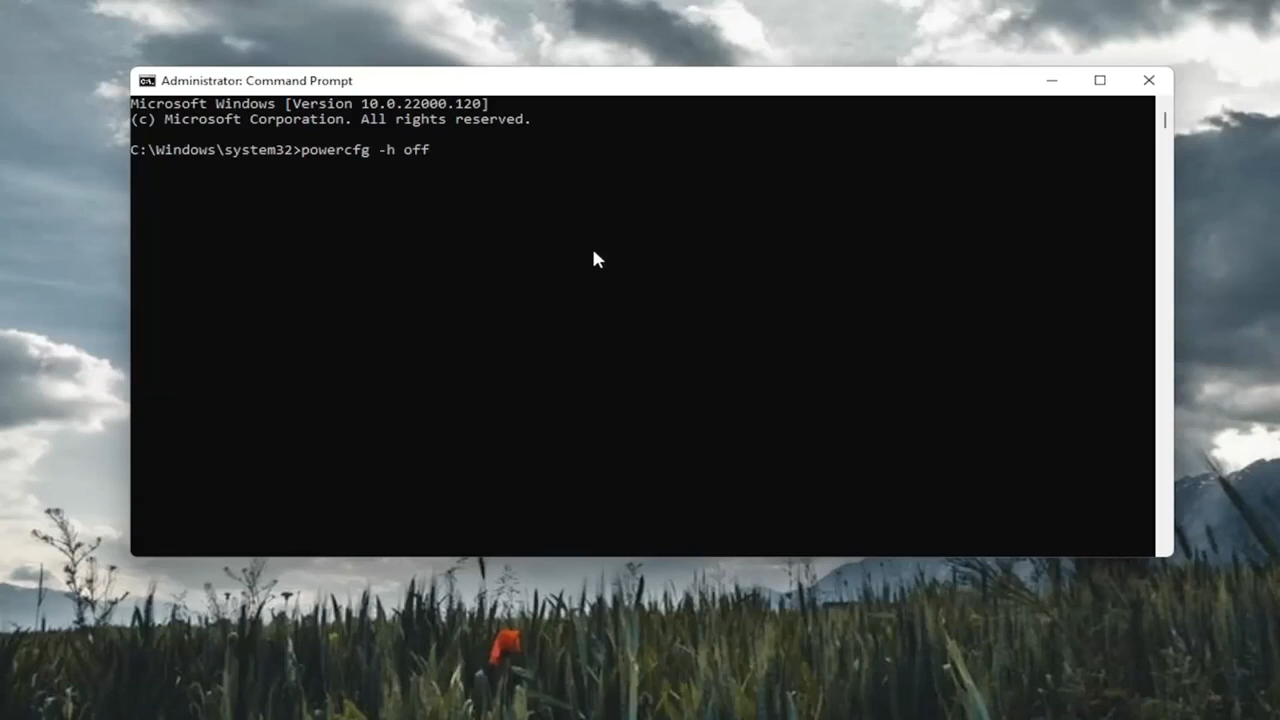 Administrator: Command Prompt
Microsoft Windows [Version 10.0.22000.120]
(c) Microsoft Corporation. All rights reserved.
C:\Windows\system32>powercfg -h off